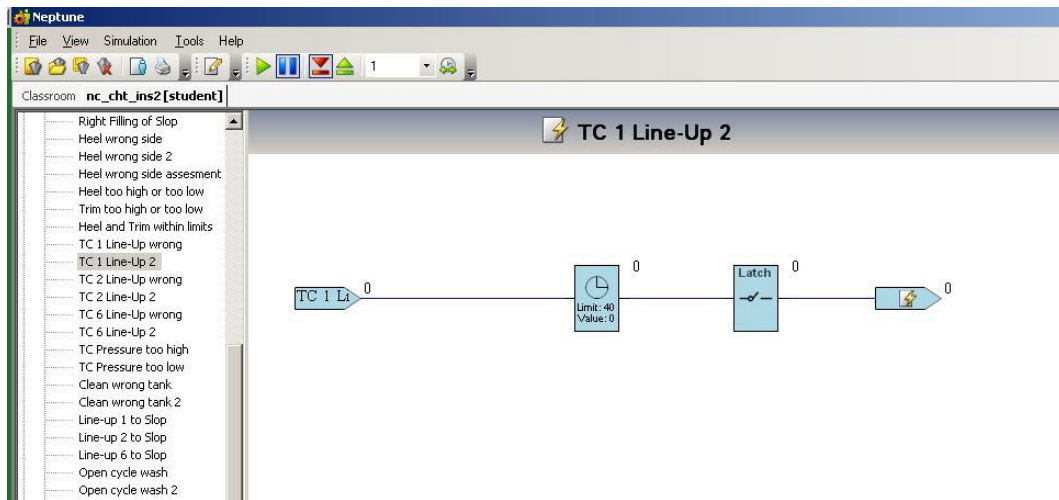 Neptune
File View Simulation Tools Help
1
Classroom nc_cht_ins2[student]
Right Filling of Slop
Heel wrong side
Heel wrong side 2
Heel wrong side assesment
Heel too high or too low
Trim too high or too low
Heel and Trim within limits
TC 1 Line-Up wrong
TC 1 Line-Up 2
TC 2 Line-Up wrong
TC 2 Line-Up 2
TC 6 Line-Up wrong
TC 6 Line-Up 2
TC Pressure too high
TC Pressure too low
Clean wrong tank
Clean wrong tank 2
Line-up 1 to Slop
Line-up 2 to Slop
Line-up 6 to Slop
Open cycle wash
Open cycle wash 2
TC 1 Line-Up 2
TC 1 Li
0
0
Limit: 40
Value: 0
Latch
0
0